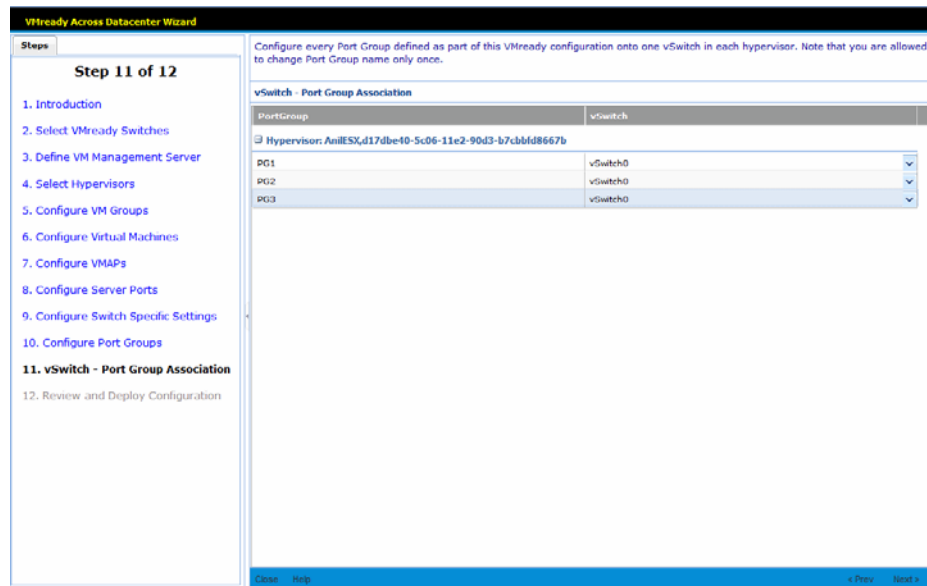 VMready Across Datacenter Wizard
Steps
Step 11 of 12
1. Introduction
2. Select VMready Switches
3. Define VM Management Server
4. Select Hypervisors
5. Configure VM Groups
6. Configure Virtual Machines
7. Configure VMAPs
8. Configure Server Ports
9. Configure Switch Specific Settings
10. Configure Port Groups
11. vSwitch - Port Group Association
12. Review and Deploy Configuration
Configure every Port Group defined as part of this VMready configuration onto one vSwitch in each hypervisor. Note that you are allowed
to change Port Group name only once.
vSwitch - Port Group Association
PortGroup vSwitch
Hypervisor: AnilESX,d17dbe40-5c06-11e2-90d3-b7cbbfd8667b
PG1 vSwitch0
PG2 vSwitch0
PG3 vSwitch0
Close Help < Prev Next >